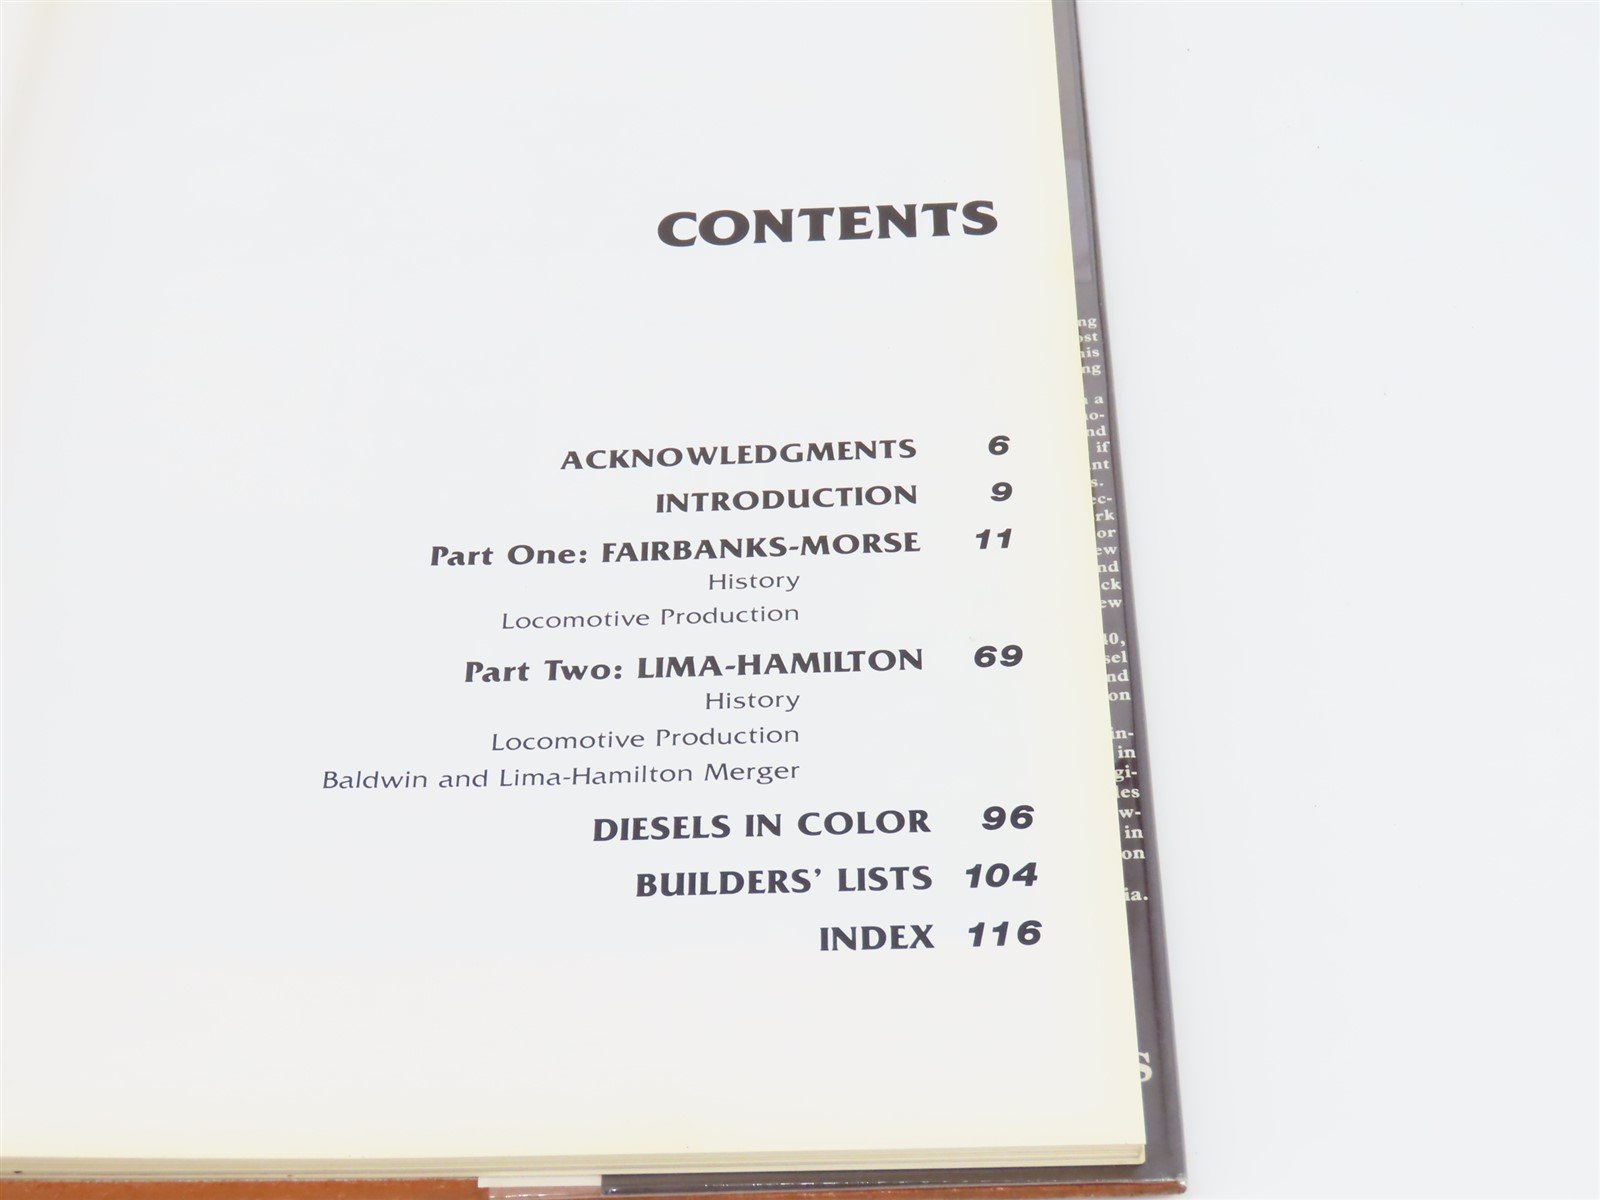 CONTENTS
ACKNOWLEDGMENTS 6
INTRODUCTION 9
Part One: FAIRBANKS-MORSE 11
History
Locomotive Production
Part Two: LIMA-HAMILTON 69
History
Locomotive Production
Baldwin and Lima-Hamilton Merger
DIESELS IN COLOR 96
BUILDERS' LISTS 104
INDEX 116